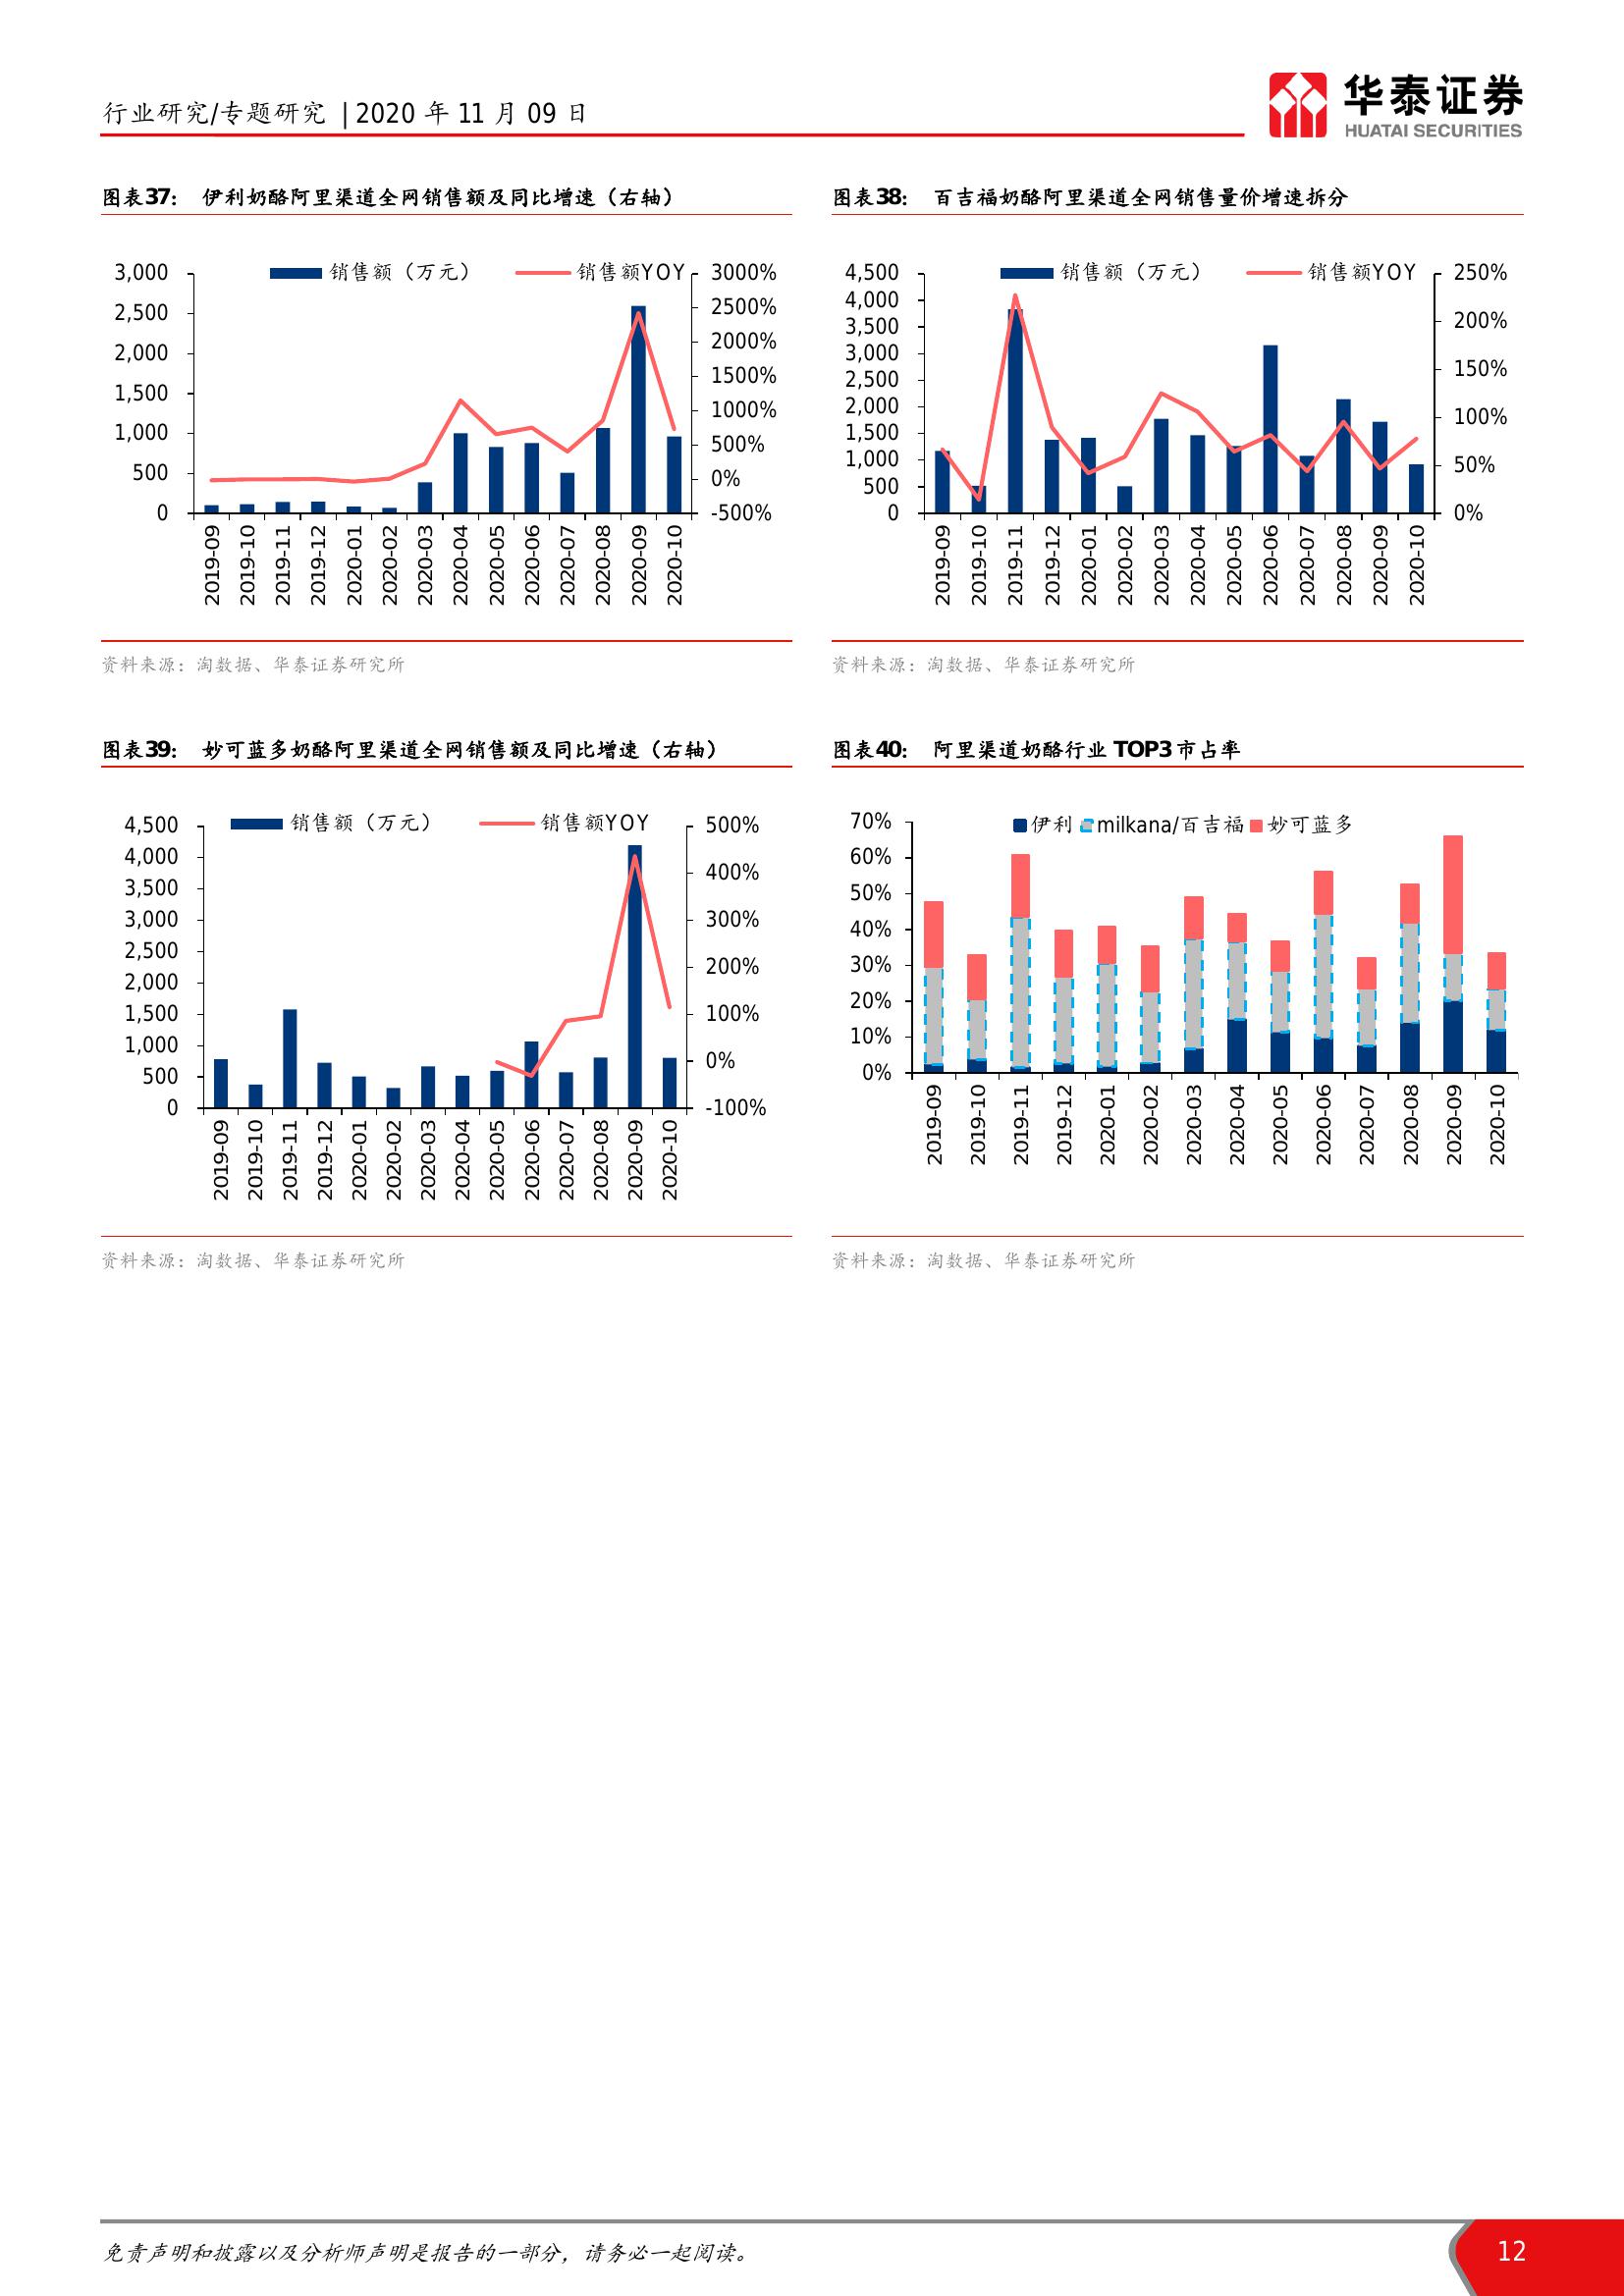 行业研究/专题研究 | 2020 年 11 月 09 日
华泰证券
HUATAI SECURITIES
图表37： 伊利奶酪阿里渠道全网销售额及同比增速（右轴）
销售额（万元） 销售额YOY
3,000
2,500
2,000
1,500
1,000
500
0
3000%
2500%
2000%
1500%
1000%
500%
0%
-500%
2019-09 2019-10 2019-11 2019-12 2020-01 2020-02 2020-03 2020-04 2020-05 2020-06 2020-07 2020-08 2020-09 2020-10
资料来源：淘数据、华泰证券研究所
图表38： 百吉福奶酪阿里渠道全网销售量价增速拆分
销售额（万元） 销售额YOY
4,500
4,000
3,500
3,000
2,500
2,000
1,500
1,000
500
0
250%
200%
150%
100%
50%
0%
2019-09 2019-10 2019-11 2019-12 2020-01 2020-02 2020-03 2020-04 2020-05 2020-06 2020-07 2020-08 2020-09 2020-10
资料来源：淘数据、华泰证券研究所
图表39： 妙可蓝多奶酪阿里渠道全网销售额及同比增速（右轴）
销售额（万元） 销售额YOY
4,500
4,000
3,500
3,000
2,500
2,000
1,500
1,000
500
0
500%
400%
300%
200%
100%
0%
-100%
2019-09 2019-10 2019-11 2019-12 2020-01 2020-02 2020-03 2020-04 2020-05 2020-06 2020-07 2020-08 2020-09 2020-10
资料来源：淘数据、华泰证券研究所
图表40： 阿里渠道奶酪行业 TOP3 市占率
伊利 milkana/百吉福 妙可蓝多
70%
60%
50%
40%
30%
20%
10%
0%
2019-09 2019-10 2019-11 2019-12 2020-01 2020-02 2020-03 2020-04 2020-05 2020-06 2020-07 2020-08 2020-09 2020-10
资料来源：淘数据、华泰证券研究所
免责声明和披露以及分析师声明是报告的一部分，请务必一起阅读。
12